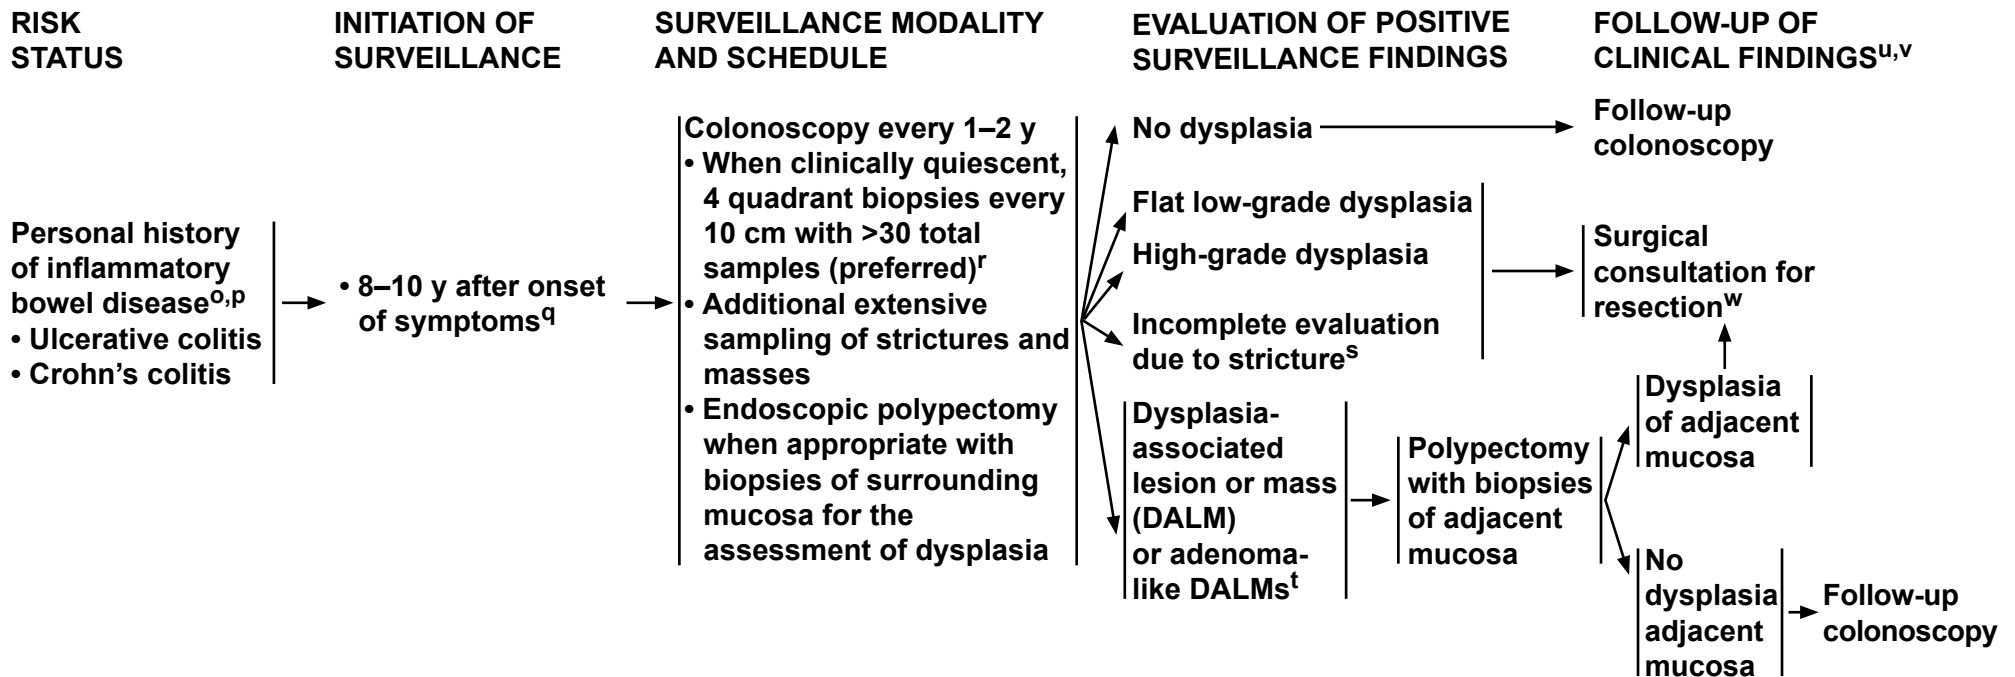 RISK
STATUS
INITIATION OF
SURVEILLANCE
SURVEILLANCE MODALITY
AND SCHEDULE
EVALUATION OF POSITIVE
SURVEILLANCE FINDINGS
FOLLOW-UP OF
CLINICAL FINDINGSu,v
Personal history
of inflammatory
bowel diseaseo,p
• Ulcerative colitis
• Crohn’s colitis
• 8–10 y after onset
of symptomsq
Colonoscopy every 1–2 y
• When clinically quiescent,
4 quadrant biopsies every
10 cm with >30 total
samples (preferred)r
• Additional extensive
sampling of strictures and
masses
• Endoscopic polypectomy
when appropriate with
biopsies of surrounding
mucosa for the
assessment of dysplasia
No dysplasia
Follow-up
colonoscopy
Flat low-grade dysplasia
High-grade dysplasia
Incomplete evaluation
due to strictures
Surgical
consultation for
resectionw
Dysplasia-
associated
lesion or mass
(DALM)
or adenoma-
like DALMst
Polypectomy
with biopsies
of adjacent
mucosa
Dysplasia
of adjacent
mucosa
No
dysplasia
adjacent
mucosa
Follow-up
colonoscopy